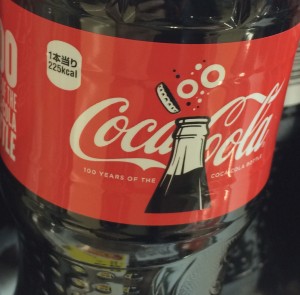 1本当り
225kcal
Coca-Cola
100 YEARS OF THE COCA-COLA BOTTLE